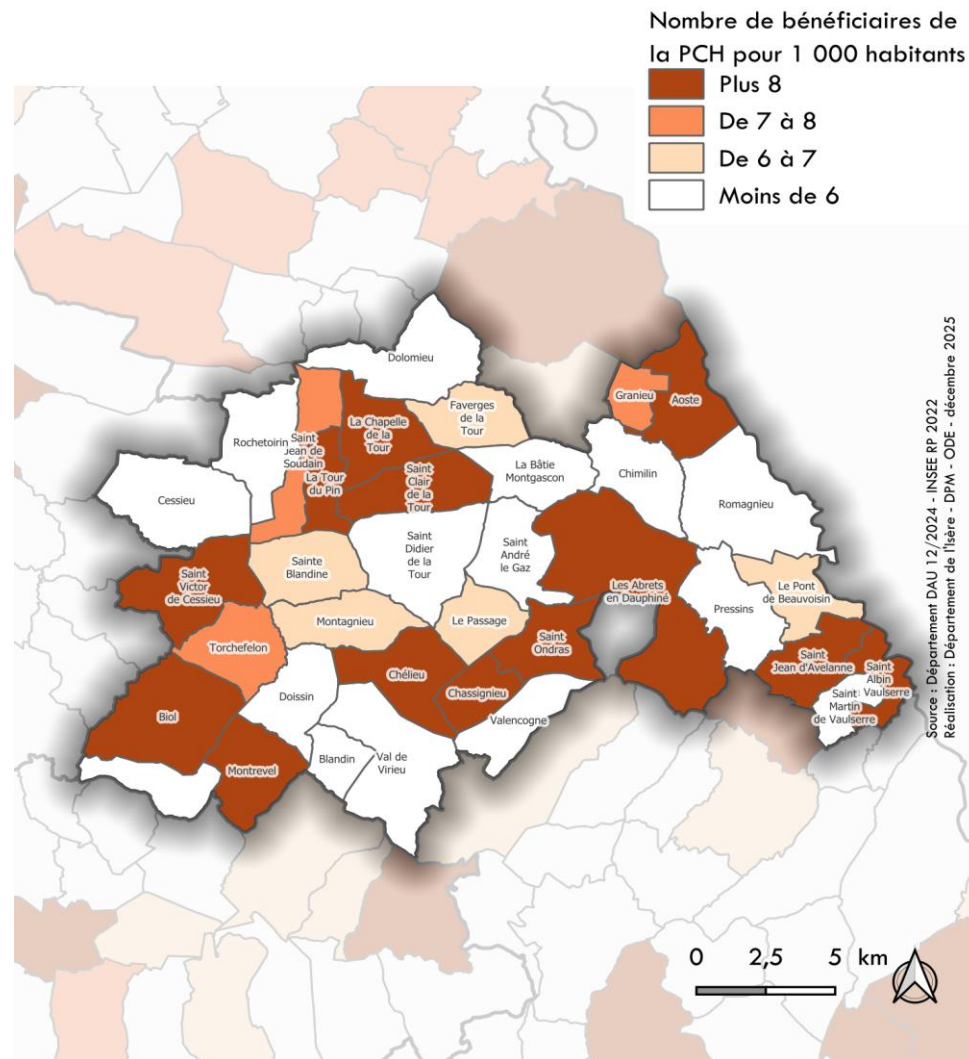 Nombre de bénéficiaires de
la PCH pour 1 000 habitants
Plus 8
De 7 à 8
De 6 à 7
Moins de 6
Dolomieu
Granieu
Aoste
Faverges
de la
Tour
La Chapelle
de la
Tour
Rochetoirin
Saint
Jean de
Soudain
La Tour
du Pin
Saint
Clair
de la
Tour
La Bâtie
Montgascon
Chimilin
Cessieu
Romagnieu
Saint
Didier
de la
Tour
Saint
André
le Gaz
Sainte
Blandine
Saint
Victor
de Cessieu
Les Abrets
en Dauphiné
Pressins
Le Pont
de Beauvoisin
Montagnieu
Le Passage
Torchefelon
Saint
Ondras
Saint
Jean d'Avelanne
Saint
Albin
de Vaulserre
Chélieu
Chassignieu
Doissin
Saint
Martin
de Vaulserre
Biol
Valencogne
Blandin
Val de
Virieu
Montrevel
Source : Département DAU 12/2024 - INSEE RP 2022
Réalisation : Département de l'Isère - DPM - ODE - décembre 2025
0 2,5 5 km